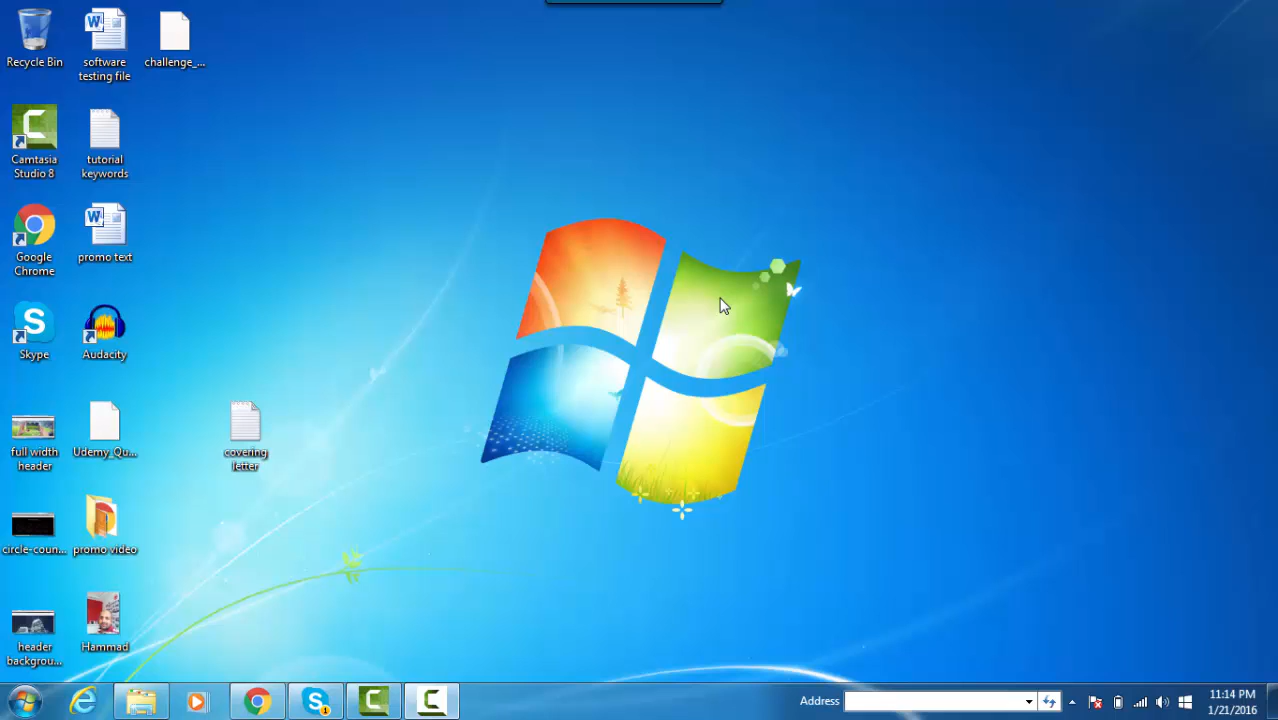 Recycle Bin
software
testing file
challenge_...
Camtasia
Studio 8
tutorial
keywords
Google
Chrome
promo text
Skype
Audacity
full width
header
Udemy_Qu...
covering
letter
circle-coun...
promo video
header
backgrou...
Hammad
1
Address
11:14 PM
1/21/2016